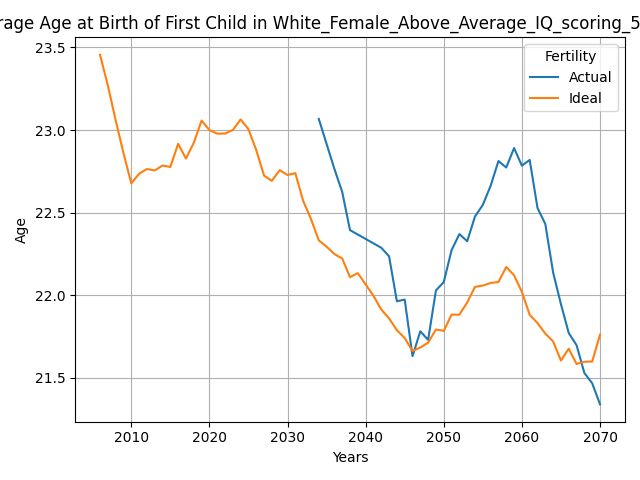 rage Age at Birth of First Child in White_Female_Above_Average_IQ_scoring_5
Fertility
Actual
Ideal
23.5
23.0
22.5
22.0
21.5
Age
2010 2020 2030 2040 2050 2060 2070
Years